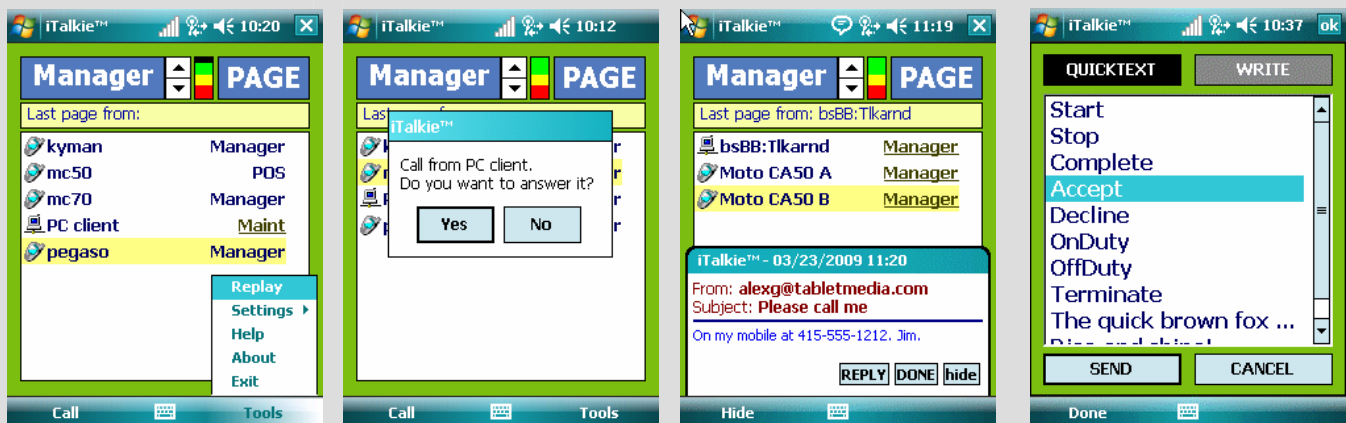 iTalkie™ 10:20
Manager PAGE
Last page from:
kyman Manager
mc50 POS
mc70 Manager
PC client Maint
pegaso Manager
Replay
Settings
Help
About
Exit
Call Tools
iTalkie™ 10:12
Manager PAGE
iTalkie™
Call from PC client.
Do you want to answer it?
Yes No
Call Tools
iTalkie™ 11:19
Manager PAGE
Last page from: bsBB:Tlkarnd
bsBB:Tlkarnd Manager
Moto CA50 A Manager
Moto CA50 B Manager
iTalkie™ - 03/23/2009 11:20
From: alexg@tabletmedia.com
Subject: Please call me
On my mobile at 415-555-1212. Jim.
REPLY DONE hide
Hide
iTalkie™ 10:37 ok
QUICKTEXT WRITE
Start
Stop
Complete
Accept
Decline
OnDuty
OffDuty
Terminate
The quick brown fox ...
SEND CANCEL
Done